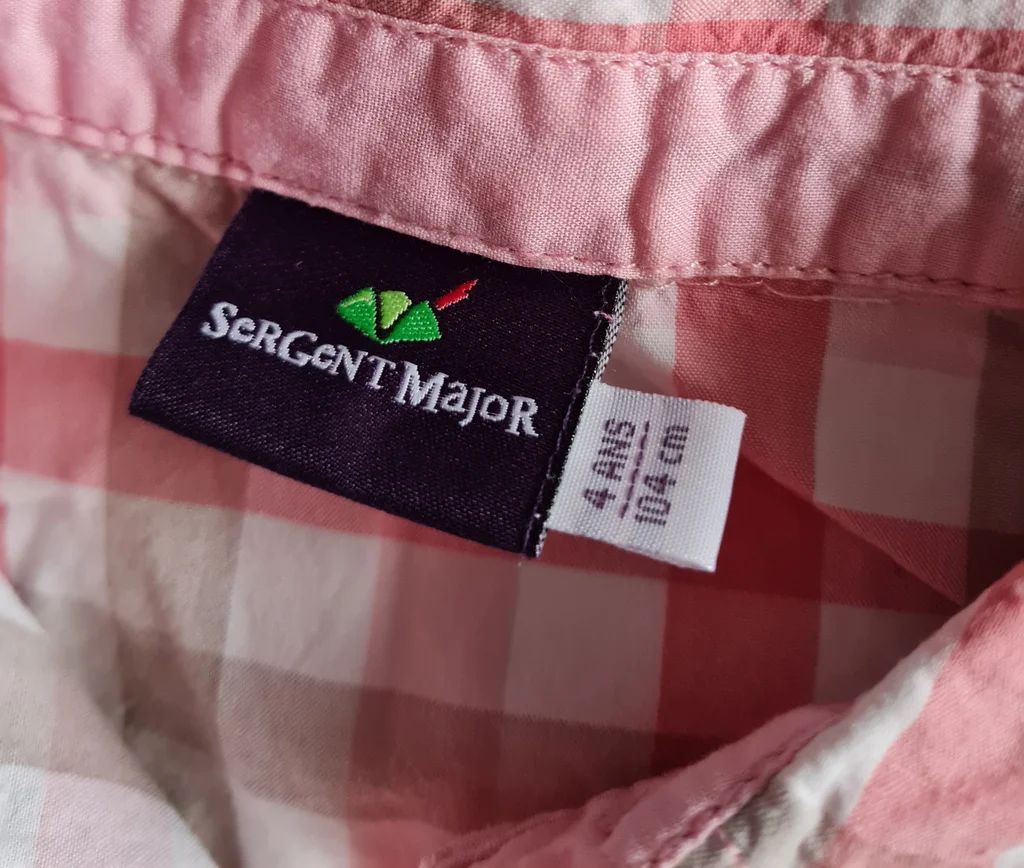 SeRGeNT MajoR
4 ANS
104 cm